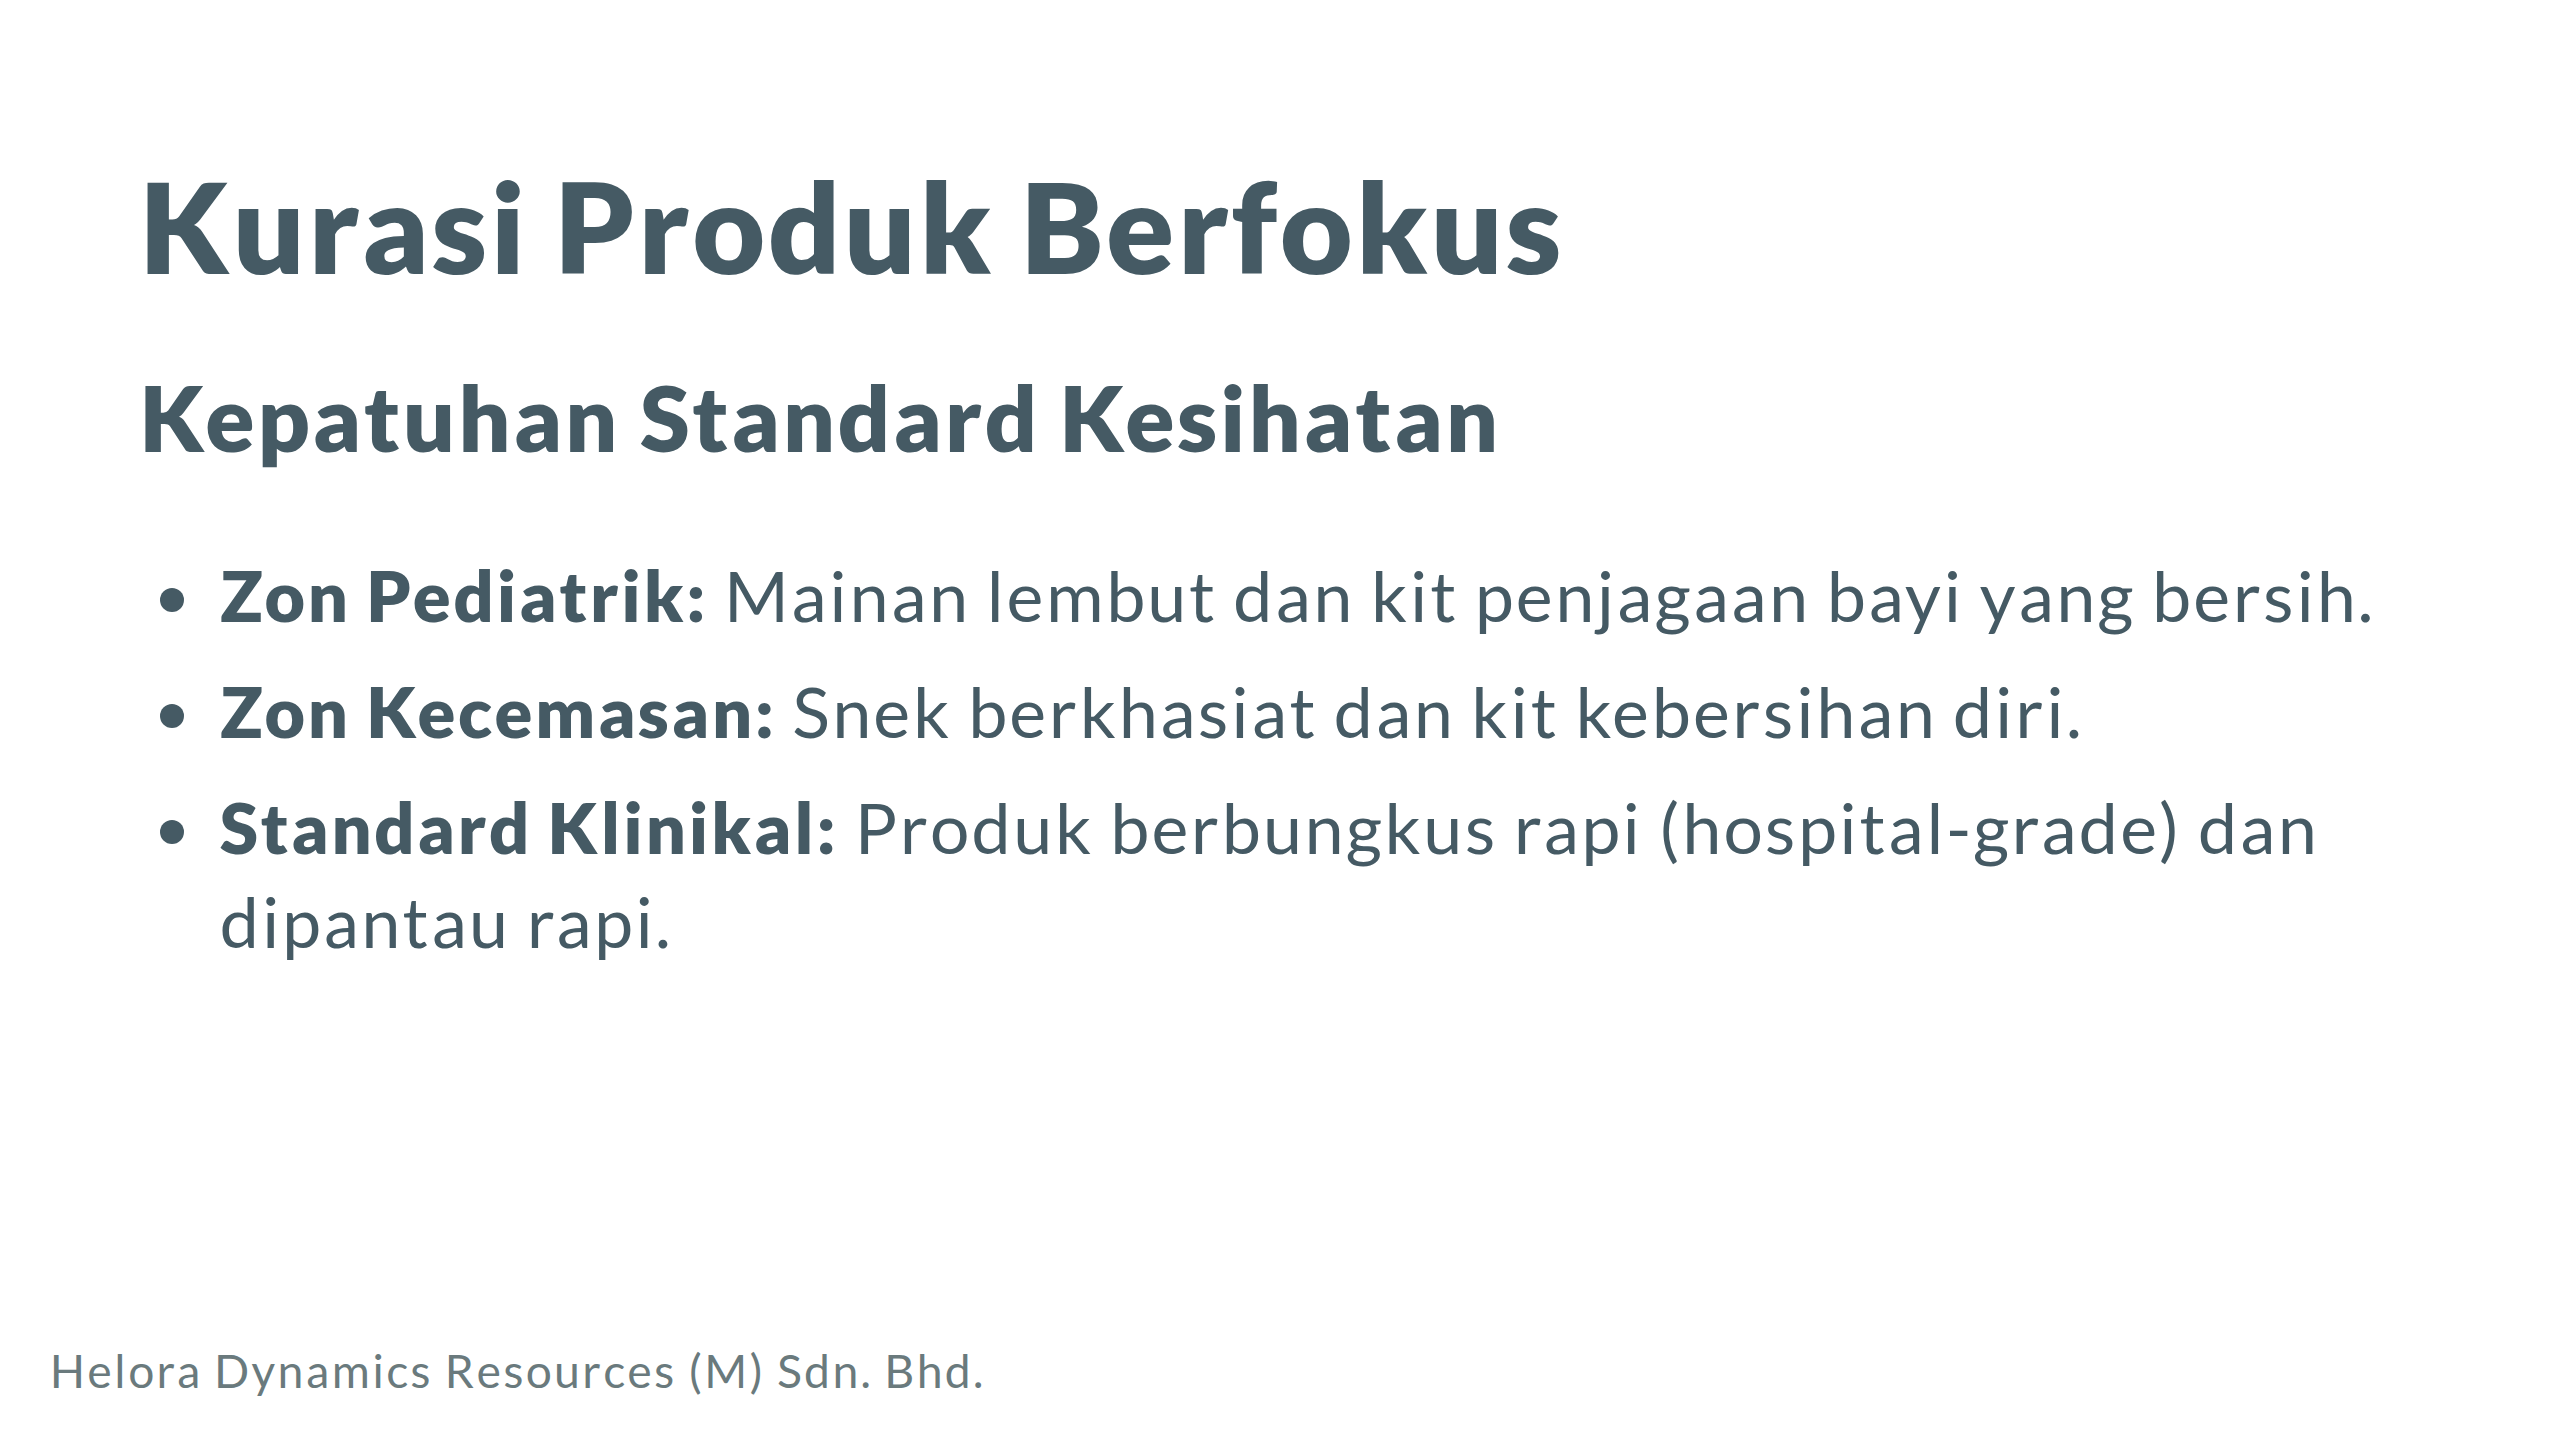 Kurasi Produk Berfokus
Kepatuhan Standard Kesihatan
• Zon Pediatrik: Mainan lembut dan kit penjagaan bayi yang bersih.
• Zon Kecemasan: Snek berkhasiat dan kit kebersihan diri.
• Standard Klinikal: Produk berbungkus rapi (hospital-grade) dan
dipantau rapi.
Helora Dynamics Resources (M) Sdn. Bhd.